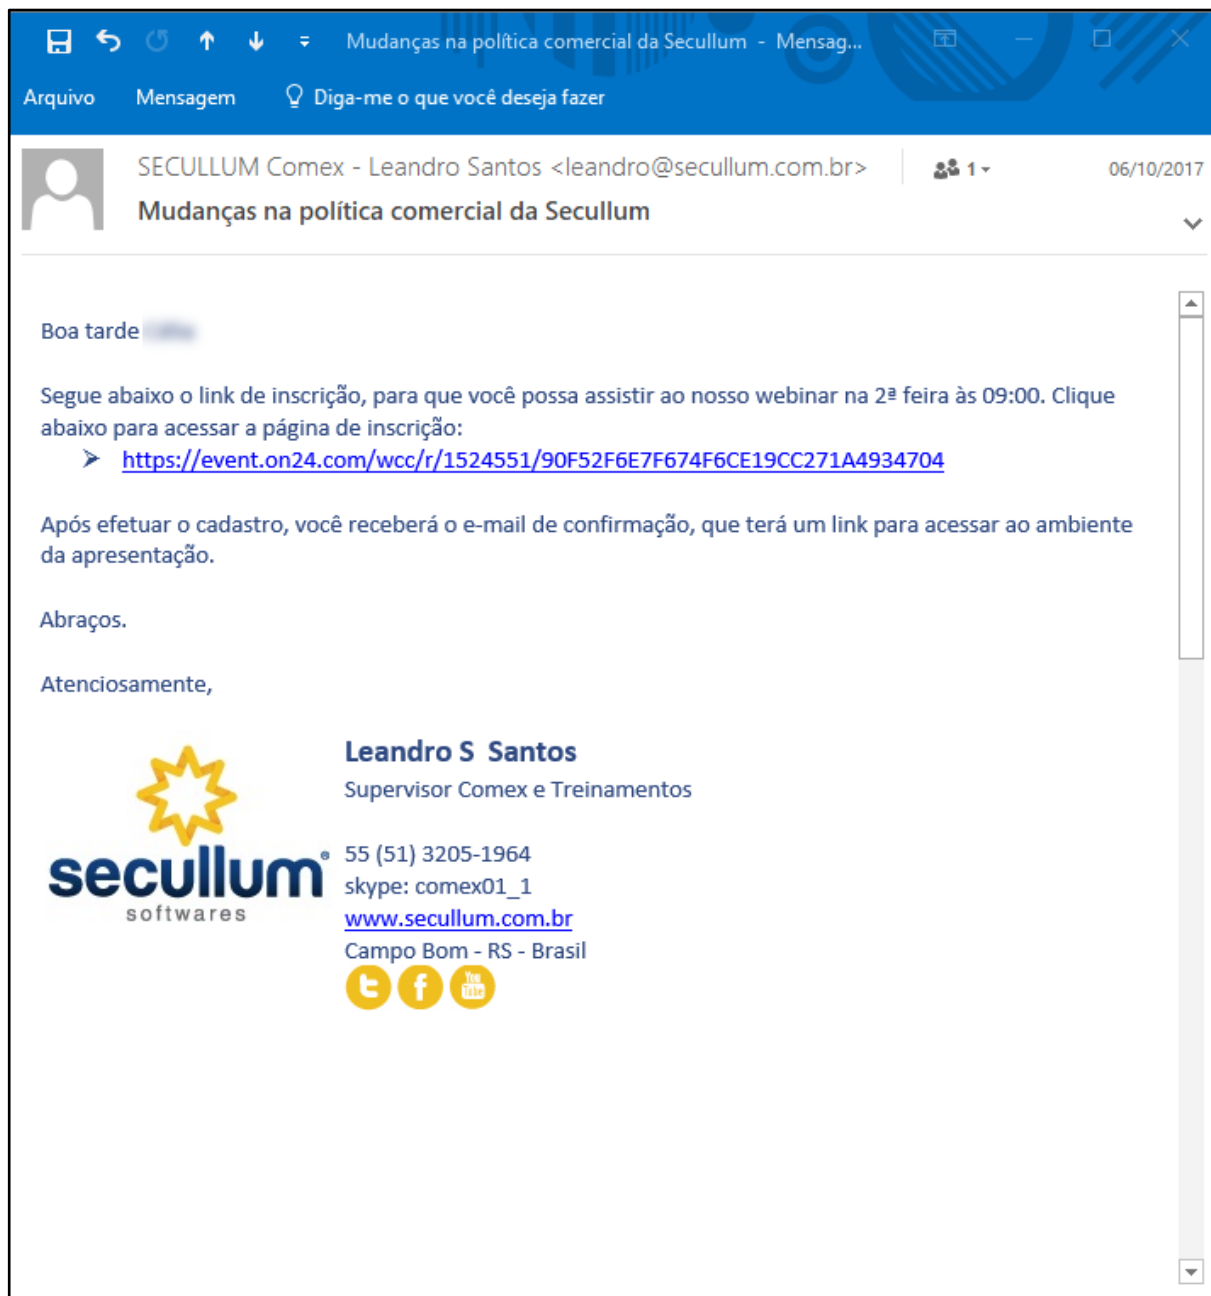 Mudanças na política comercial da Secullum - Mensag...
Arquivo Mensagem Diga-me o que você deseja fazer
SECULLUM Comex - Leandro Santos <leandro@secullum.com.br> 1 06/10/2017
Mudanças na política comercial da Secullum
Boa tarde
Segue abaixo o link de inscrição, para que você possa assistir ao nosso webinar na 2ª feira às 09:00. Clique
abaixo para acessar a página de inscrição:
➢ https://event.on24.com/wcc/r/1524551/90F52F6E7F674F6CE19CC271A4934704
Após efetuar o cadastro, você receberá o e-mail de confirmação, que terá um link para acessar ao ambiente
da apresentação.
Abraços.
Atenciosamente,
secullum®
softwares
Leandro S Santos
Supervisor Comex e Treinamentos
55 (51) 3205-1964
skype: comex01_1
www.secullum.com.br
Campo Bom - RS - Brasil
You
Tube